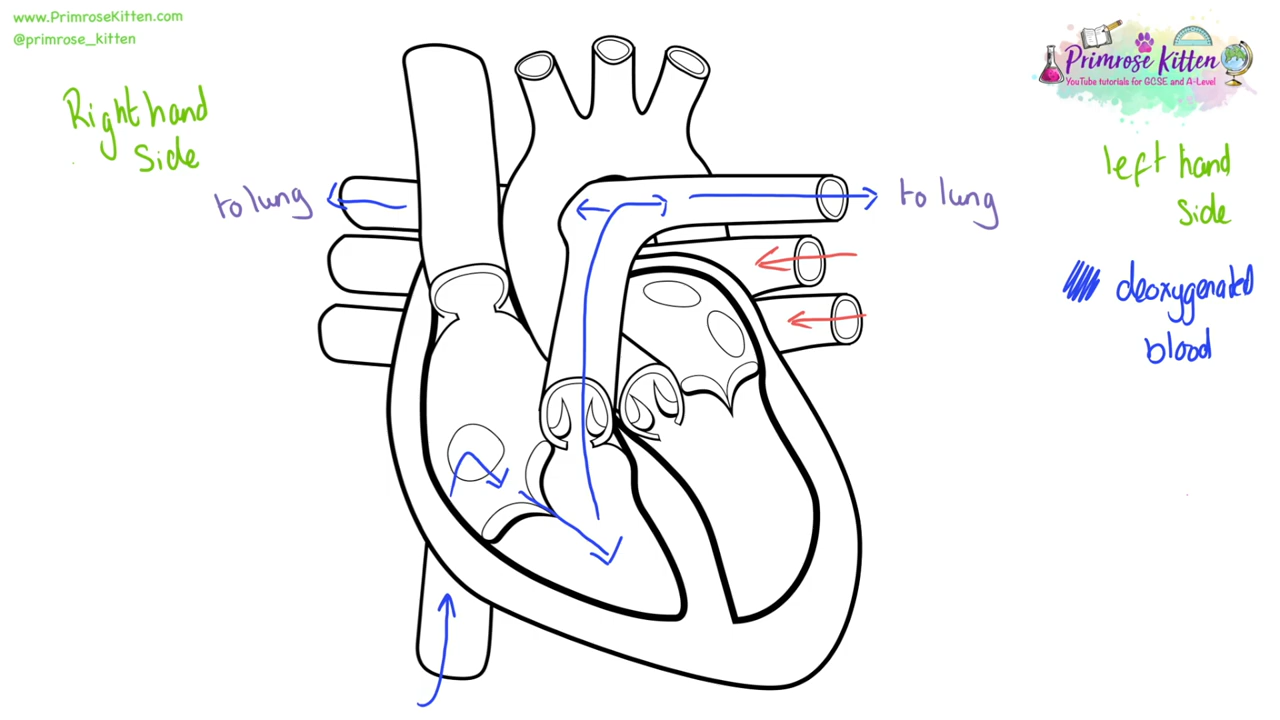 www.PrimroseKitten.com
@primrose_kitten
Primrose Kitten
YouTube tutorials for GCSE and A-Level
Right hand
Side
left hand
Side
to lung
to lung
deoxygenated
blood